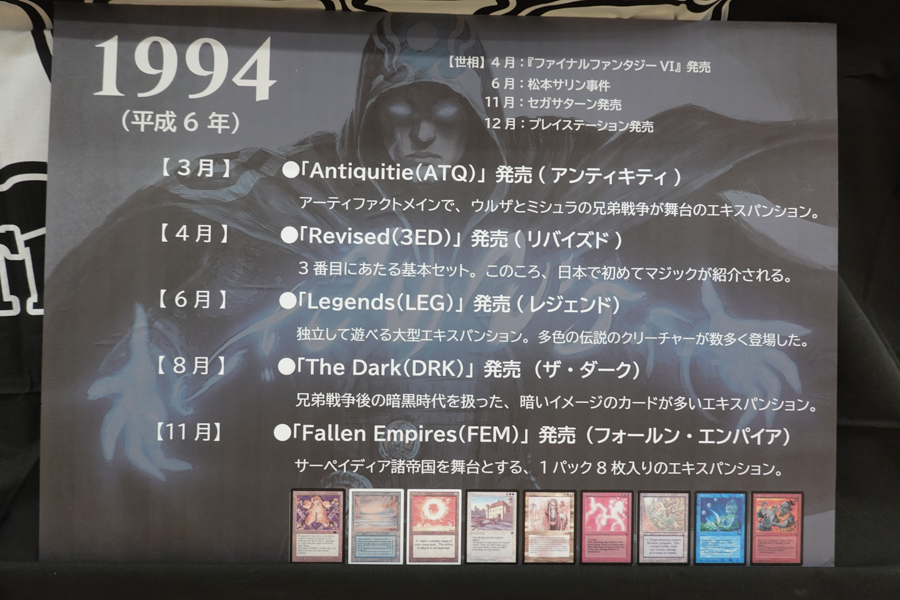 1994
(平成6年)
【世相】4月:『ファイナルファンタジーVI』発売
6月:松本サリン事件
11月:セガサターン発売
12月:プレイステーション発売
【3月】 ●「Antiquitie(ATQ)」発売(アンティキティ)
アーティファクトメインで、ウルザとミシュラの兄弟戦争が舞台のエキスパンション。
【4月】 ●「Revised(3ED)」発売(リバイズド)
3番目にあたる基本セット。このころ、日本で初めてマジックが紹介される。
【6月】 ●「Legends(LEG)」発売(レジェンド)
独立して遊べる大型エキスパンション。多色の伝説のクリーチャーが数多く登場した。
【8月】 ●「The Dark(DRK)」発売(ザ・ダーク)
兄弟戦争後の暗黒時代を扱った、暗いイメージのカードが多いエキスパンション。
【11月】 ●「Fallen Empires(FEM)」発売(フォールン・エンパイア)
サーペイディア諸帝国を舞台とする、1パック8枚入りのエキスパンション。